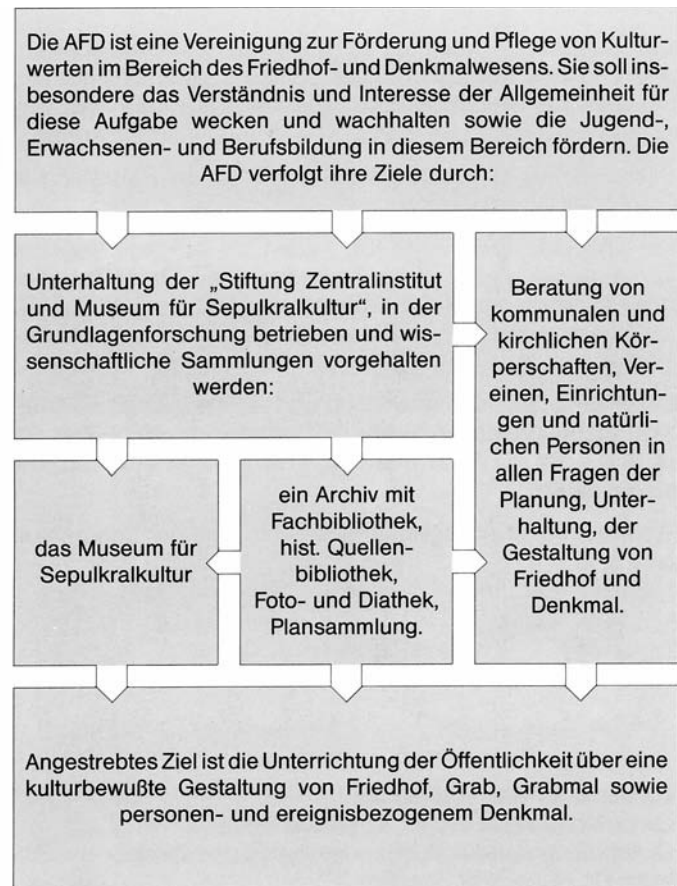 Die AFD ist eine Vereinigung zur Förderung und Pflege von Kultur-
werten im Bereich des Friedhof- und Denkmalwesens. Sie soll ins-
besondere das Verständnis und Interesse der Allgemeinheit für
diese Aufgabe wecken und wachhalten sowie die Jugend-,
Erwachsenen- und Berufsbildung in diesem Bereich fördern. Die
AFD verfolgt ihre Ziele durch:
Unterhaltung der „Stiftung Zentralinstitut
und Museum für Sepulkralkultur“, in der
Grundlagenforschung betrieben und wis-
senschaftliche Sammlungen vorgehalten
werden:
Beratung von
kommunalen und
kirchlichen Kör-
perschaften, Ver-
einen, Einrichtun-
gen und natürli-
chen Personen in
allen Fragen der
Planung, Unter-
haltung, der
Gestaltung von
Friedhof und
Denkmal.
das Museum für
Sepulkralkultur
ein Archiv mit
Fachbibliothek,
hist. Quellen-
bibliothek,
Foto- und Diathek,
Plansammlung.
Angestrebtes Ziel ist die Unterrichtung der Öffentlichkeit über eine
kulturbewußte Gestaltung von Friedhof, Grab, Grabmal sowie
personen- und ereignisbezogenem Denkmal.